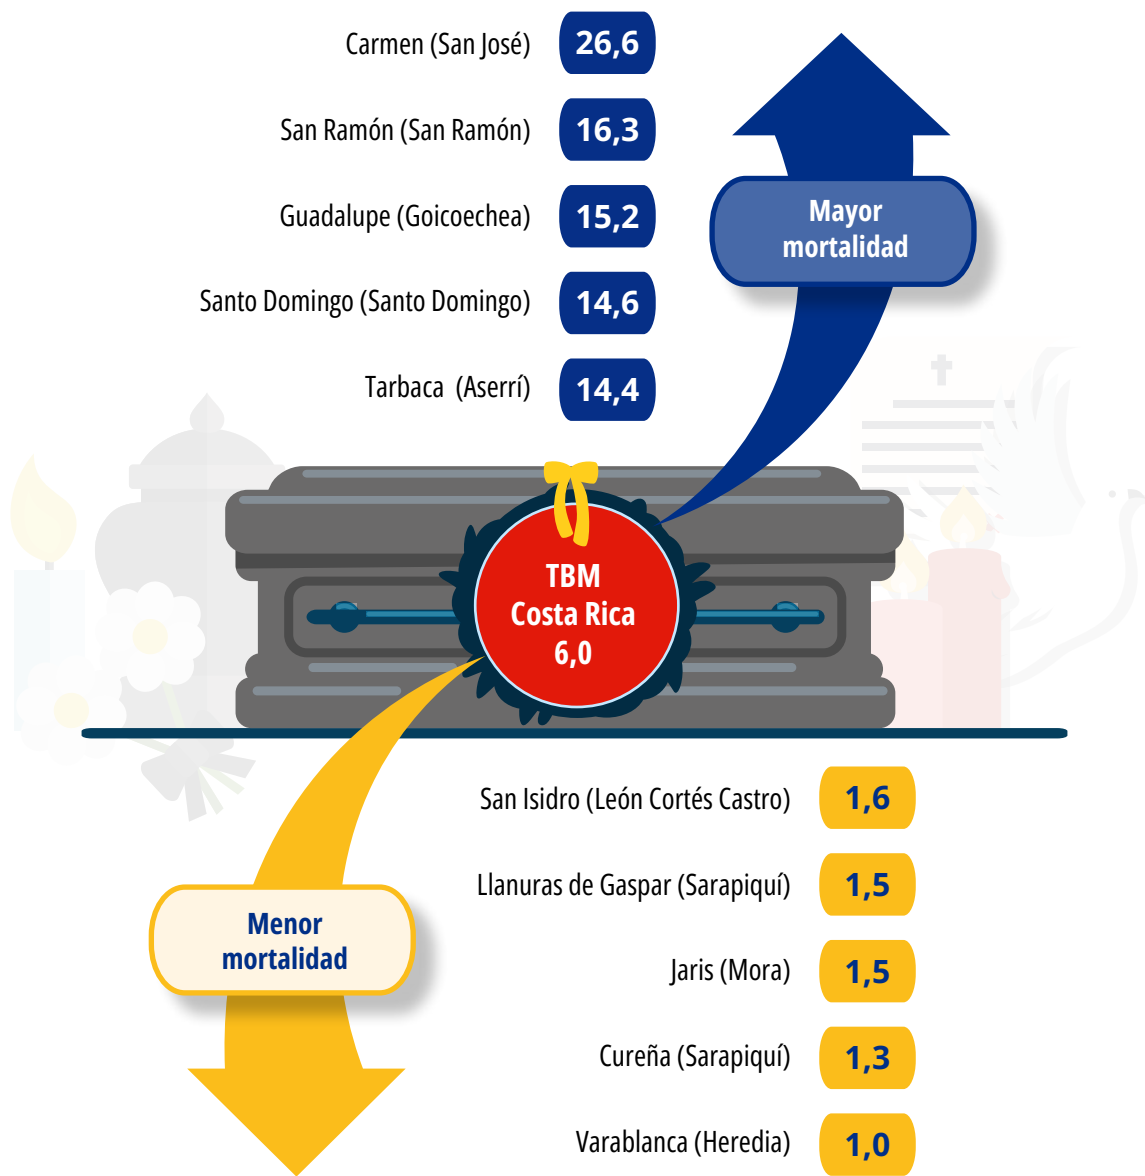 Carmen (San José) 26,6
San Ramón (San Ramón) 16,3
Guadalupe (Goicoechea) 15,2
Santo Domingo (Santo Domingo) 14,6
Tarbaca (Aserrí) 14,4
Mayor
mortalidad
TBM
Costa Rica
6,0
Menor
mortalidad
San Isidro (León Cortés Castro) 1,6
Llanuras de Gaspar (Sarapiquí) 1,5
Jaris (Mora) 1,5
Cureña (Sarapiquí) 1,3
Varablanca (Heredia) 1,0